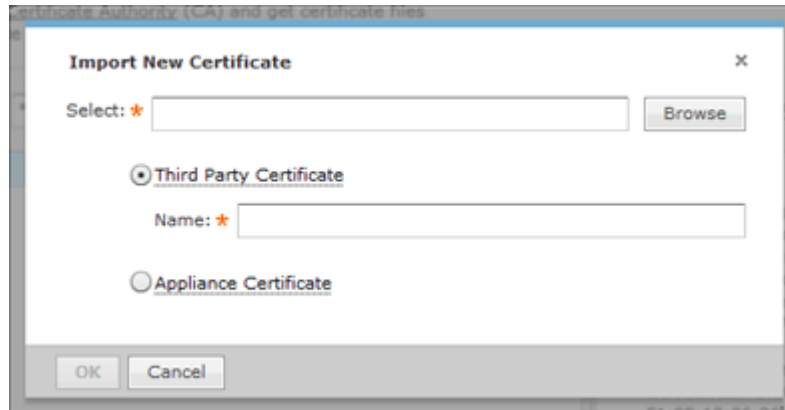 Certificate Authority (CA) and get certificate files
Import New Certificate ×
Select: * Browse
Third Party Certificate
Name: *
Appliance Certificate
OK Cancel